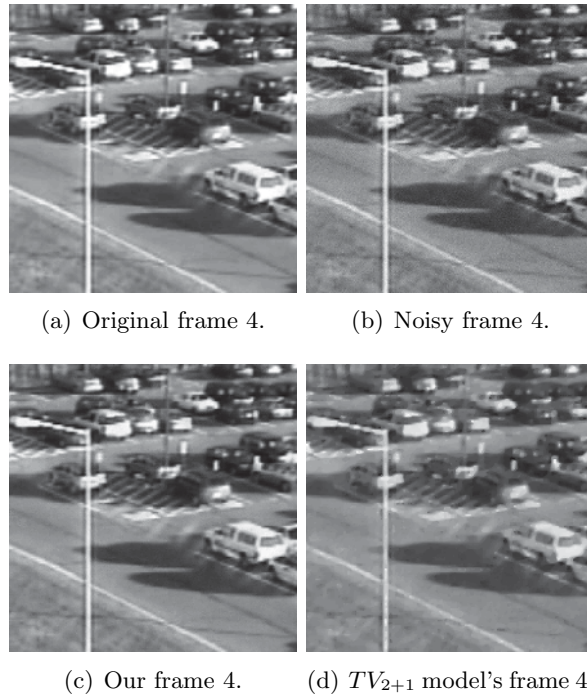 (a) Original frame 4.
(b) Noisy frame 4.
(c) Our frame 4.
(d) TV₂₊₁ model's frame 4